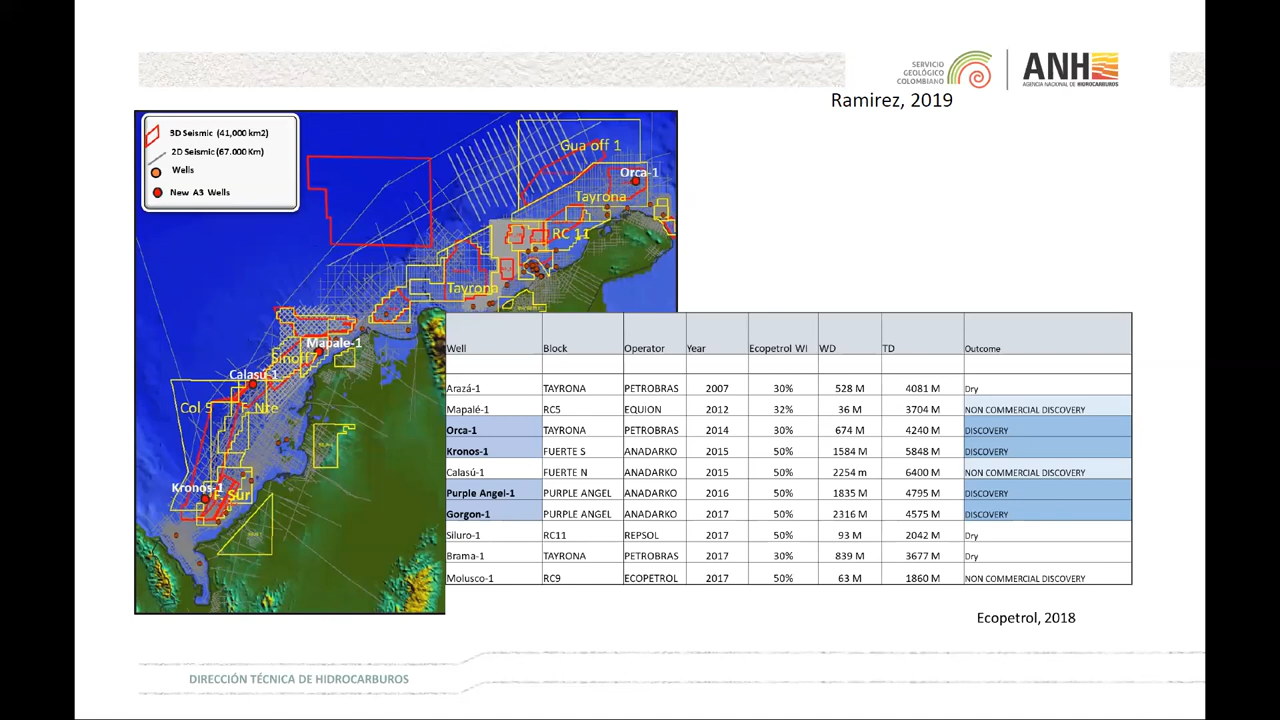 SERVICIO
GEOLÓGICO
COLOMBIANO
ANH
AGENCIA NACIONAL DE HIDROCARBUROS
Ramirez, 2019
3D Seismic (41,000 km2)
2D Seismic (67.000 Km)
Wells
New A3 Wells
Gua off 1
Orca-1
Tayrona
RC 11
Tayrona
Mapale-1
Sinoff7
Calasú-1
Col 5
F. Nte
Kronos-1
F. Sur
Well Block Operator Year Ecopetrol WI WD TD Outcome
Arazá-1 TAYRONA PETROBRAS 2007 30% 528 M 4081 M Dry
Mapalé-1 RC5 EQUION 2012 32% 36 M 3704 M NON COMMERCIAL DISCOVERY
Orca-1 TAYRONA PETROBRAS 2014 30% 674 M 4240 M DISCOVERY
Kronos-1 FUERTE S ANADARKO 2015 50% 1584 M 5848 M DISCOVERY
Calasú-1 FUERTE N ANADARKO 2015 50% 2254 m 6400 M NON COMMERCIAL DISCOVERY
Purple Angel-1 PURPLE ANGEL ANADARKO 2016 50% 1835 M 4795 M DISCOVERY
Gorgon-1 PURPLE ANGEL ANADARKO 2017 50% 2316 M 4575 M DISCOVERY
Siluro-1 RC11 REPSOL 2017 50% 93 M 2042 M Dry
Brama-1 TAYRONA PETROBRAS 2017 30% 839 M 3677 M Dry
Molusco-1 RC9 ECOPETROL 2017 50% 63 M 1860 M NON COMMERCIAL DISCOVERY
Ecopetrol, 2018
DIRECCIÓN TÉCNICA DE HIDROCARBUROS